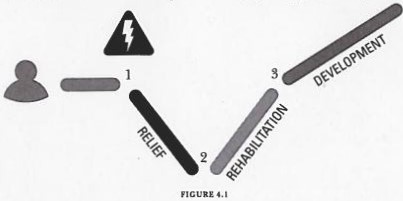 1
3
DEVELOPMENT
RELIEF
2
REHABILITATION
FIGURE 4.1